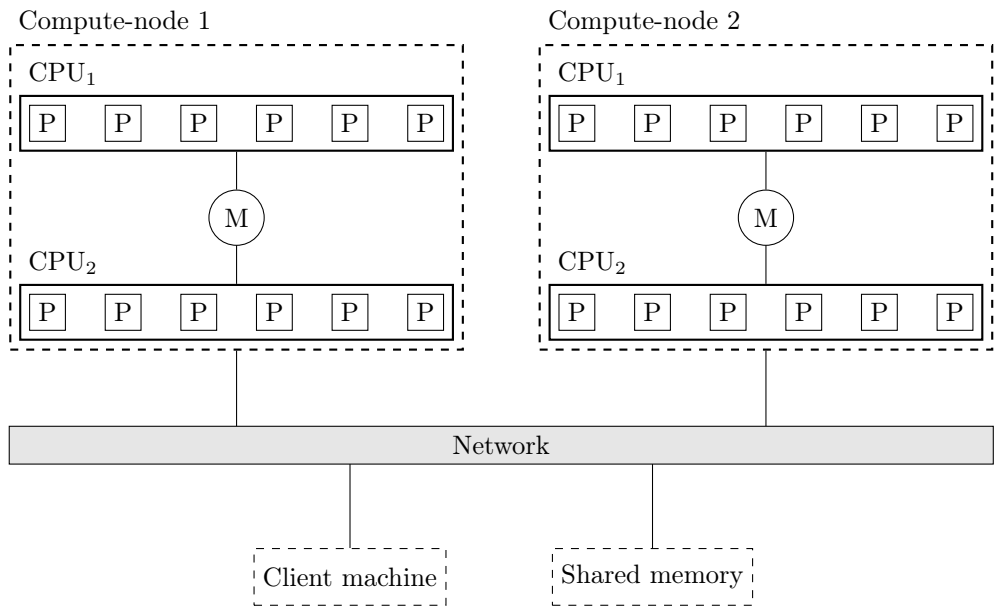 Compute-node 1
CPU₁
P P P P P P
M
CPU₂
P P P P P P
Compute-node 2
CPU₁
P P P P P P
M
CPU₂
P P P P P P
Network
Client machine
Shared memory